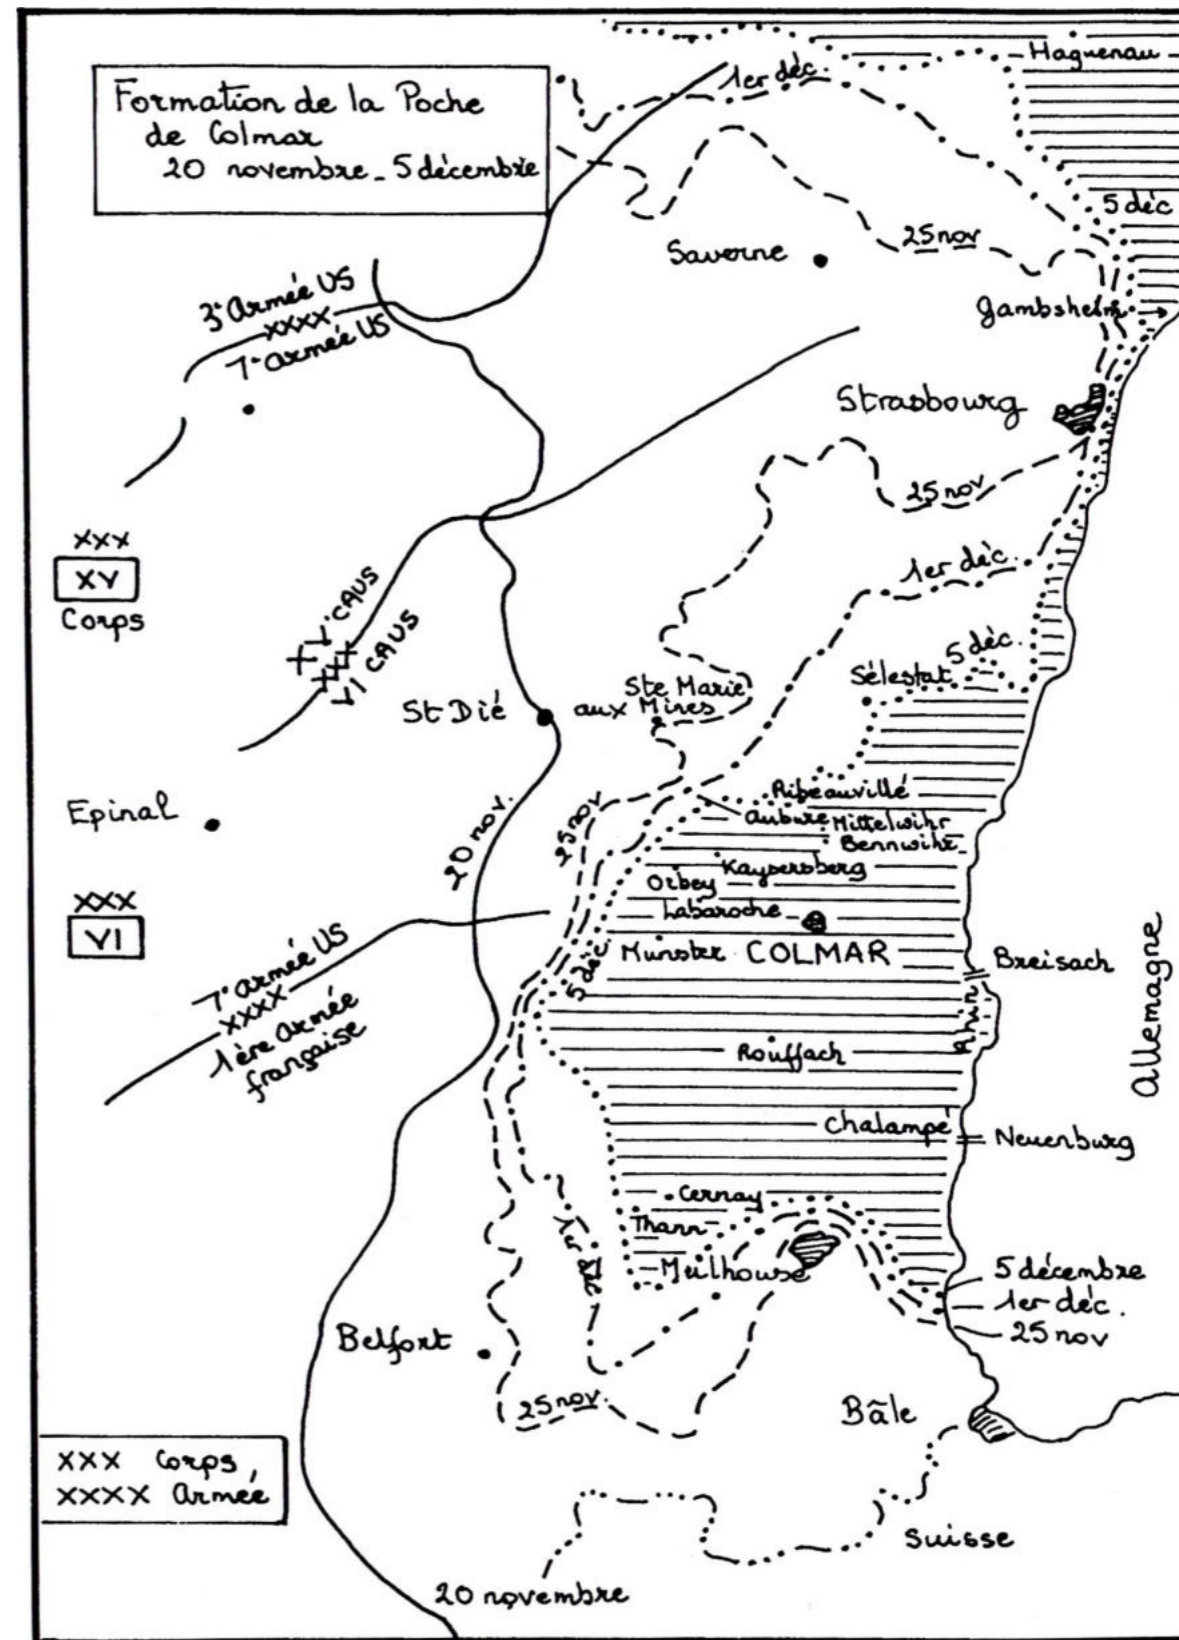 Formation de la Poche
de Colmar
20 novembre - 5 décembre
Haguenau
1er déc.
5 déc
25 nov
Saverne
Gambsheim
3e Armée US
XXXX
7e Armée US
Strasbourg
25 nov
XXX
XV
Corps
1er déc.
XV CAUS
XXX
VI CAUS
5 déc.
Sélestat
Ste Marie
aux Mines
St Dié
Epinal
20 nov.
25 nov
Ribeauvillé
Aubure
Mittelwihr
Bennwihr
Kaysersberg
Orbey
Labaroche
XXX
VI
7e Armée US
XXXX
1ère Armée
française
5 déc
Munster
COLMAR
Breisach
Rhin
Allemagne
Rouffach
Chalampé
Neuenburg
Cernay
Thann
Mulhouse
1er déc
5 décembre
1er déc.
25 nov
Belfort
25 nov.
Bâle
XXX Corps
XXXX Armée
Suisse
20 novembre